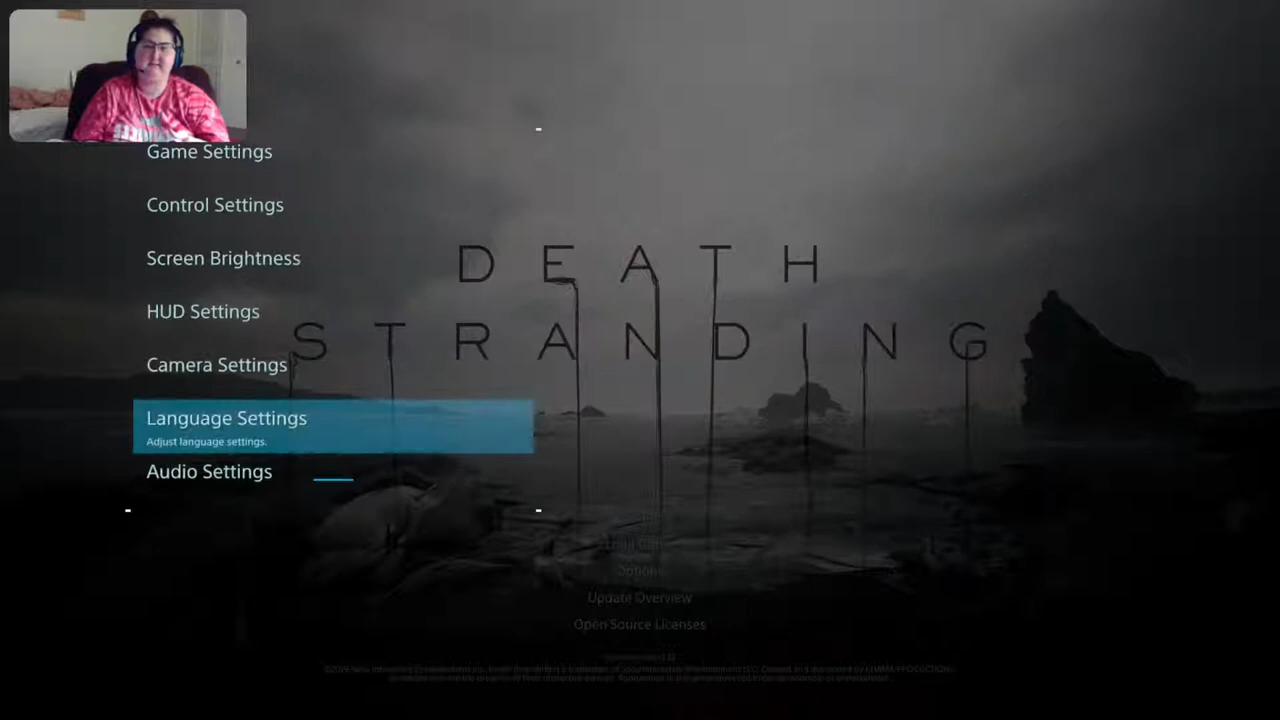 Game Settings
Control Settings
Screen Brightness
HUD Settings
Camera Settings
Language Settings
Adjust language settings.
Audio Settings
DEATH
STRANDING
Options
Update Overview
Open Source Licenses